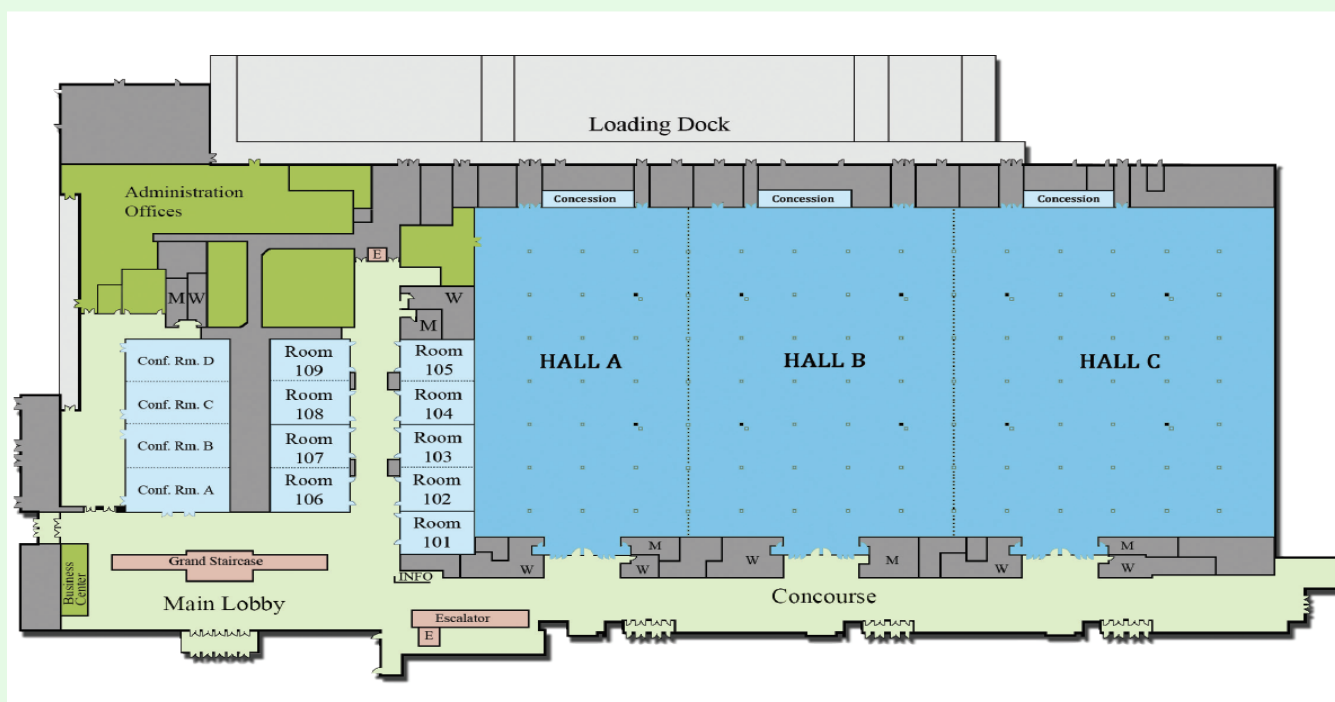 Loading Dock
Administration
Offices
Concession
Concession
Concession
E
M
W
W
M
Conf. Rm. D
Conf. Rm. C
Conf. Rm. B
Conf. Rm. A
Room
109
Room
108
Room
107
Room
106
Room
105
Room
104
Room
103
Room
102
Room
101
HALL A
HALL B
HALL C
INFO
W
M
W
W
M
W
M
W
Business
Center
Grand Staircase
Main Lobby
Escalator
E
Concourse